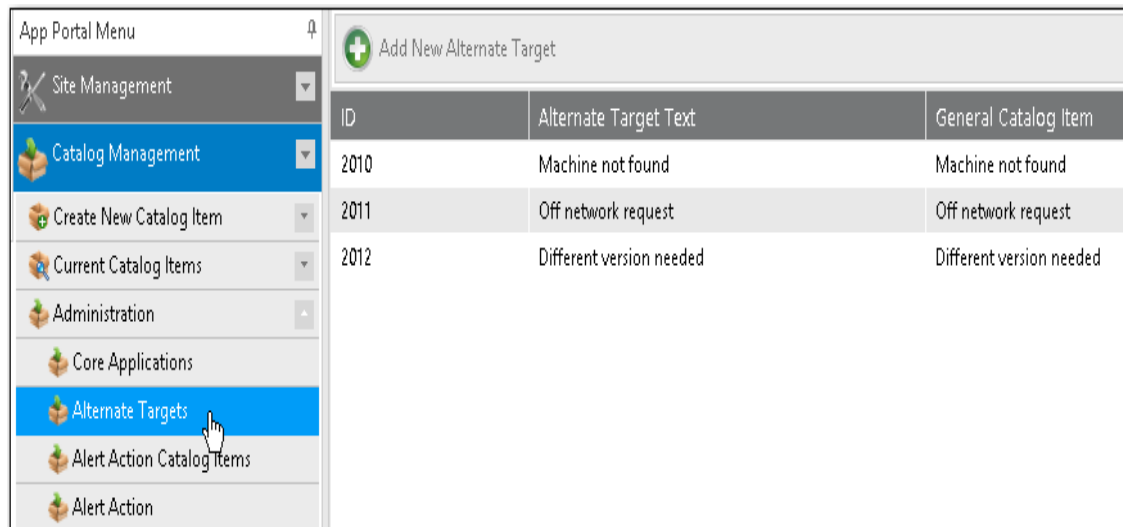 App Portal Menu
Site Management
Catalog Management
Create New Catalog Item
Current Catalog Items
Administration
Core Applications
Alternate Targets
Alert Action Catalog Items
Alert Action
Add New Alternate Target
ID Alternate Target Text General Catalog Item
2010 Machine not found Machine not found
2011 Off network request Off network request
2012 Different version needed Different version needed